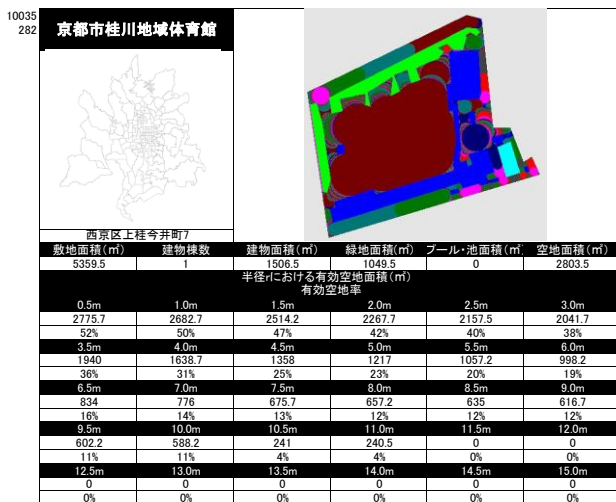 10035
282
京都市桂川地域体育館
西京区上桂今井町7
敷地面積(㎡) 建物棟数 建物面積(㎡) 緑地面積(㎡) プール・池面積(㎡) 空地面積(㎡)
5359.5 1 1506.5 1049.5 0 2803.5
半径rにおける有効空地面積(㎡)
有効空地率
0.5m 1.0m 1.5m 2.0m 2.5m 3.0m
2775.7 2682.7 2514.2 2267.7 2157.5 2041.7
52% 50% 47% 42% 40% 38%
3.5m 4.0m 4.5m 5.0m 5.5m 6.0m
1940 1638.7 1358 1217 1057.2 998.2
36% 31% 25% 23% 20% 19%
6.5m 7.0m 7.5m 8.0m 8.5m 9.0m
834 776 675.7 657.2 635 616.7
16% 14% 13% 12% 12% 12%
9.5m 10.0m 10.5m 11.0m 11.5m 12.0m
602.2 588.2 241 240.5 0 0
11% 11% 4% 4% 0% 0%
12.5m 13.0m 13.5m 14.0m 14.5m 15.0m
0 0 0 0 0 0
0% 0% 0% 0% 0% 0%